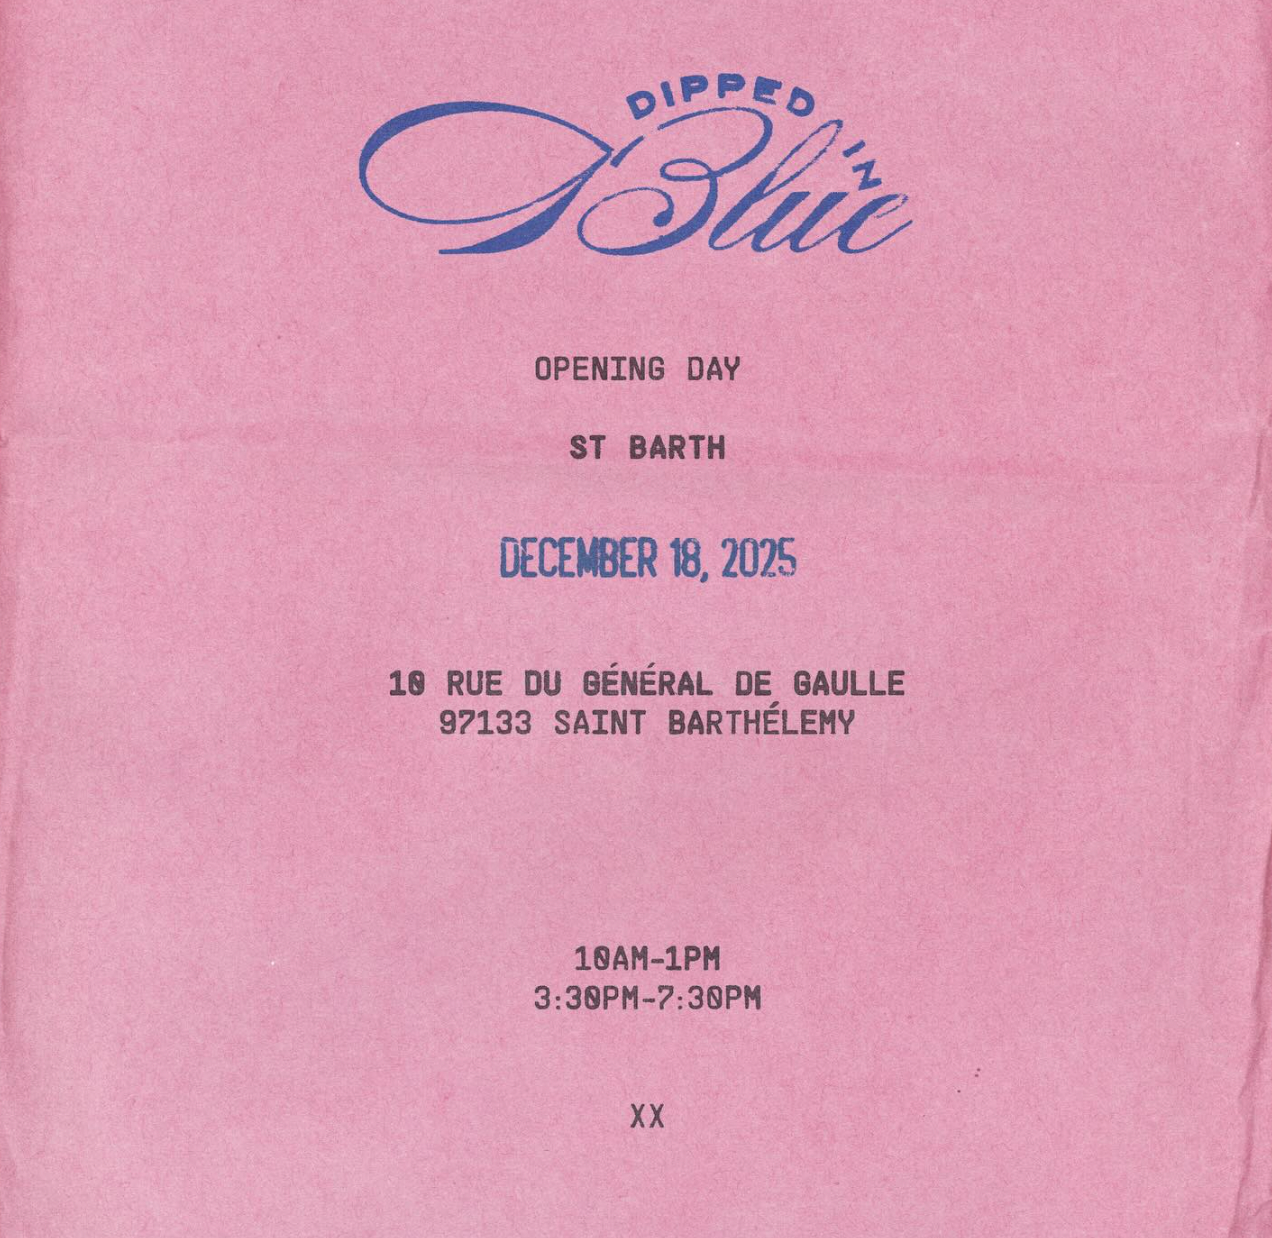 DIPPED IN
Blue
OPENING DAY
ST BARTH
DECEMBER 18, 2025
10 RUE DU GÉNÉRAL DE GAULLE
97133 SAINT BARTHÉLEMY
10AM-1PM
3:30PM-7:30PM
XX